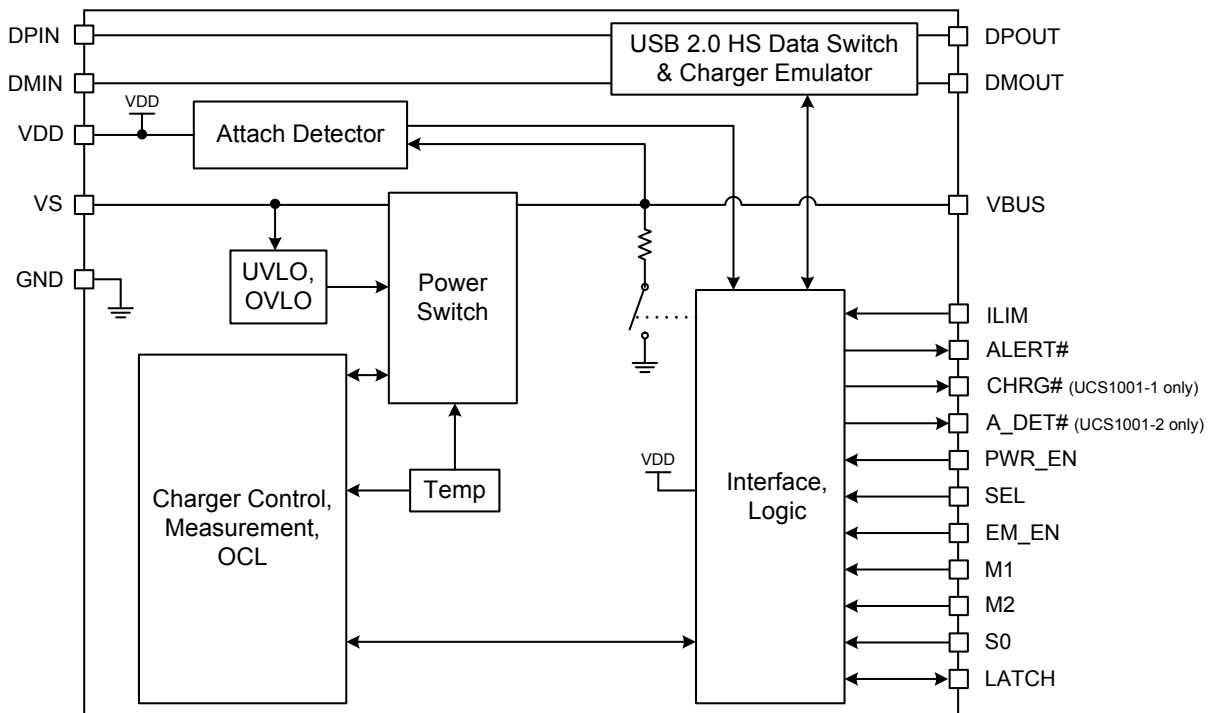 DPIN
DMIN
VDD
VS
GND
VDD
Attach Detector
USB 2.0 HS Data Switch
& Charger Emulator
UVLO,
OVLO
Power
Switch
Charger Control,
Measurement,
OCL
Temp
VDD
Interface,
Logic
DPOUT
DMOUT
VBUS
ILIM
ALERT#
CHRG# (UCS1001-1 only)
A_DET# (UCS1001-2 only)
PWR_EN
SEL
EM_EN
M1
M2
S0
LATCH